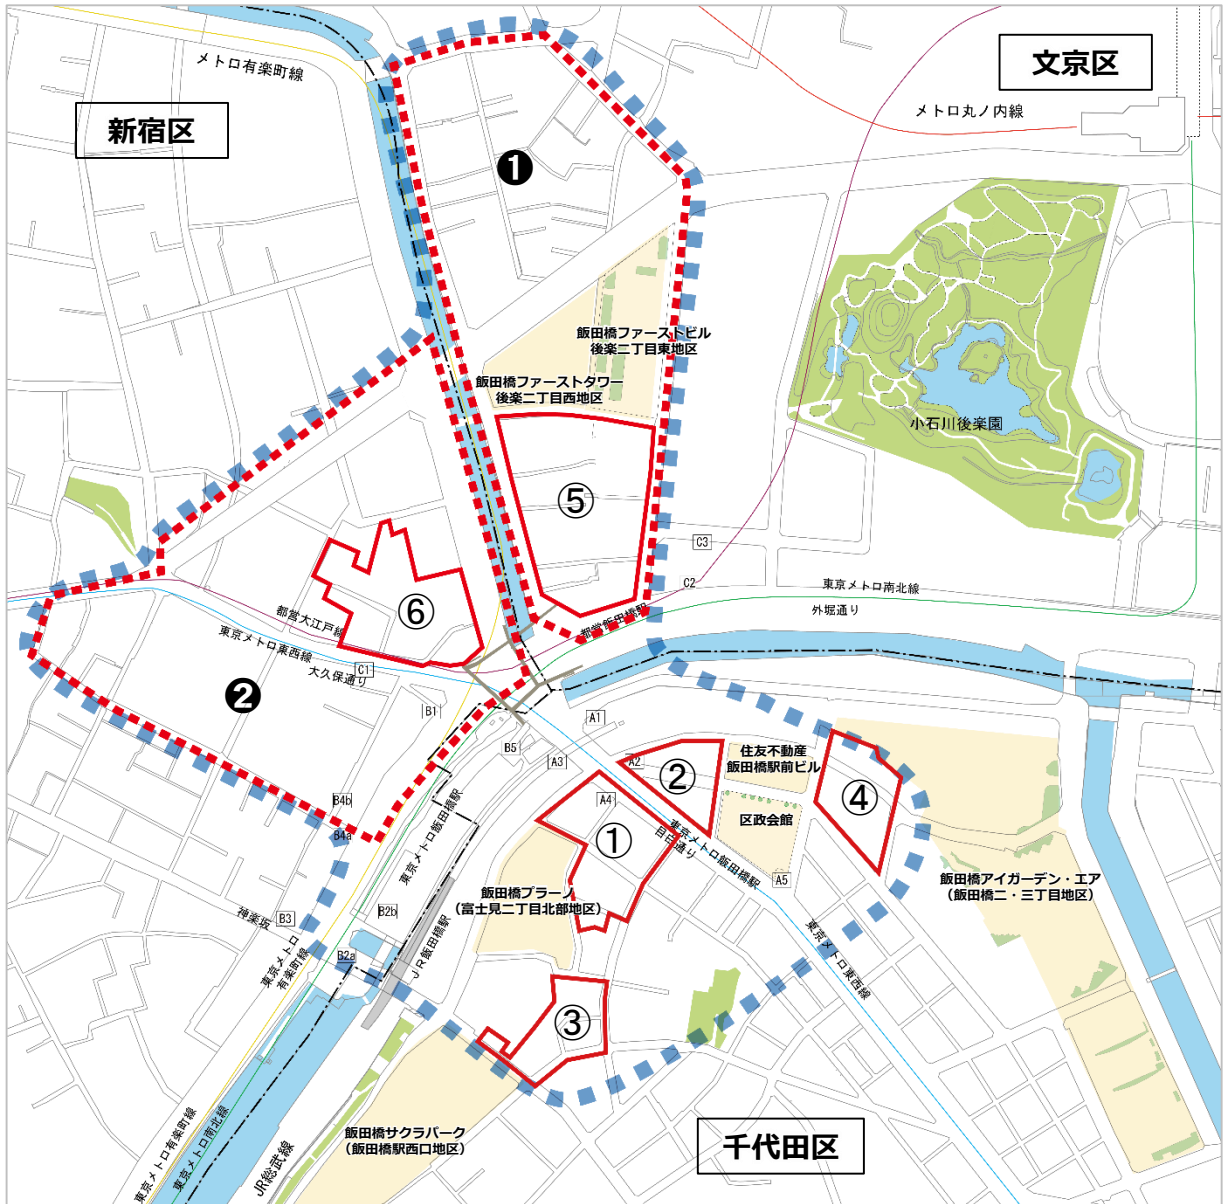 メトロ有楽町線
文京区
新宿区
メトロ丸ノ内線
❶
飯田橋ファーストビル
後楽二丁目東地区
飯田橋ファーストタワー
後楽二丁目西地区
小石川後楽園
⑤
C3
C2
東京メトロ南北線
外堀通り
都営飯田橋駅
⑥
都営大江戸線
東京メトロ東西線
大久保通り
C1
❷
B1
B5
A1
A3
A2
②
住友不動産
飯田橋駅前ビル
④
A4
区政会館
①
東京メトロ飯田橋駅
目白通り
A5
B4b
B4a
東京メトロ飯田橋駅
飯田橋プラーノ
（富士見二丁目北部地区）
飯田橋アイガーデン・エア
（飯田橋二・三丁目地区）
神楽坂
B3
B2b
JR飯田橋駅
B2a
東京メトロ
有楽町線
東京メトロ東西線
③
飯田橋サクラパーク
（飯田橋駅西口地区）
千代田区
東京メトロ有楽町線
東京メトロ南北線
JR総武線